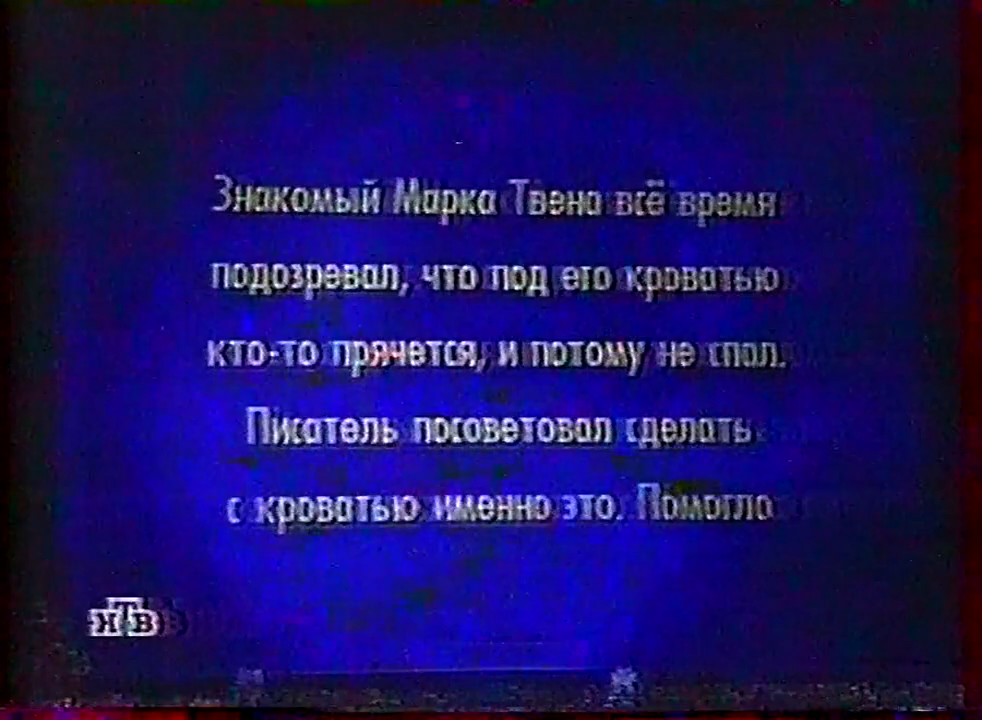 Знакомый Марка Твена всё время
подозревал, что под его кроватью
кто-то прячется, и потому не спал.
Писатель посоветовал сделать
с кроватью именно это. Помогло
НТВ